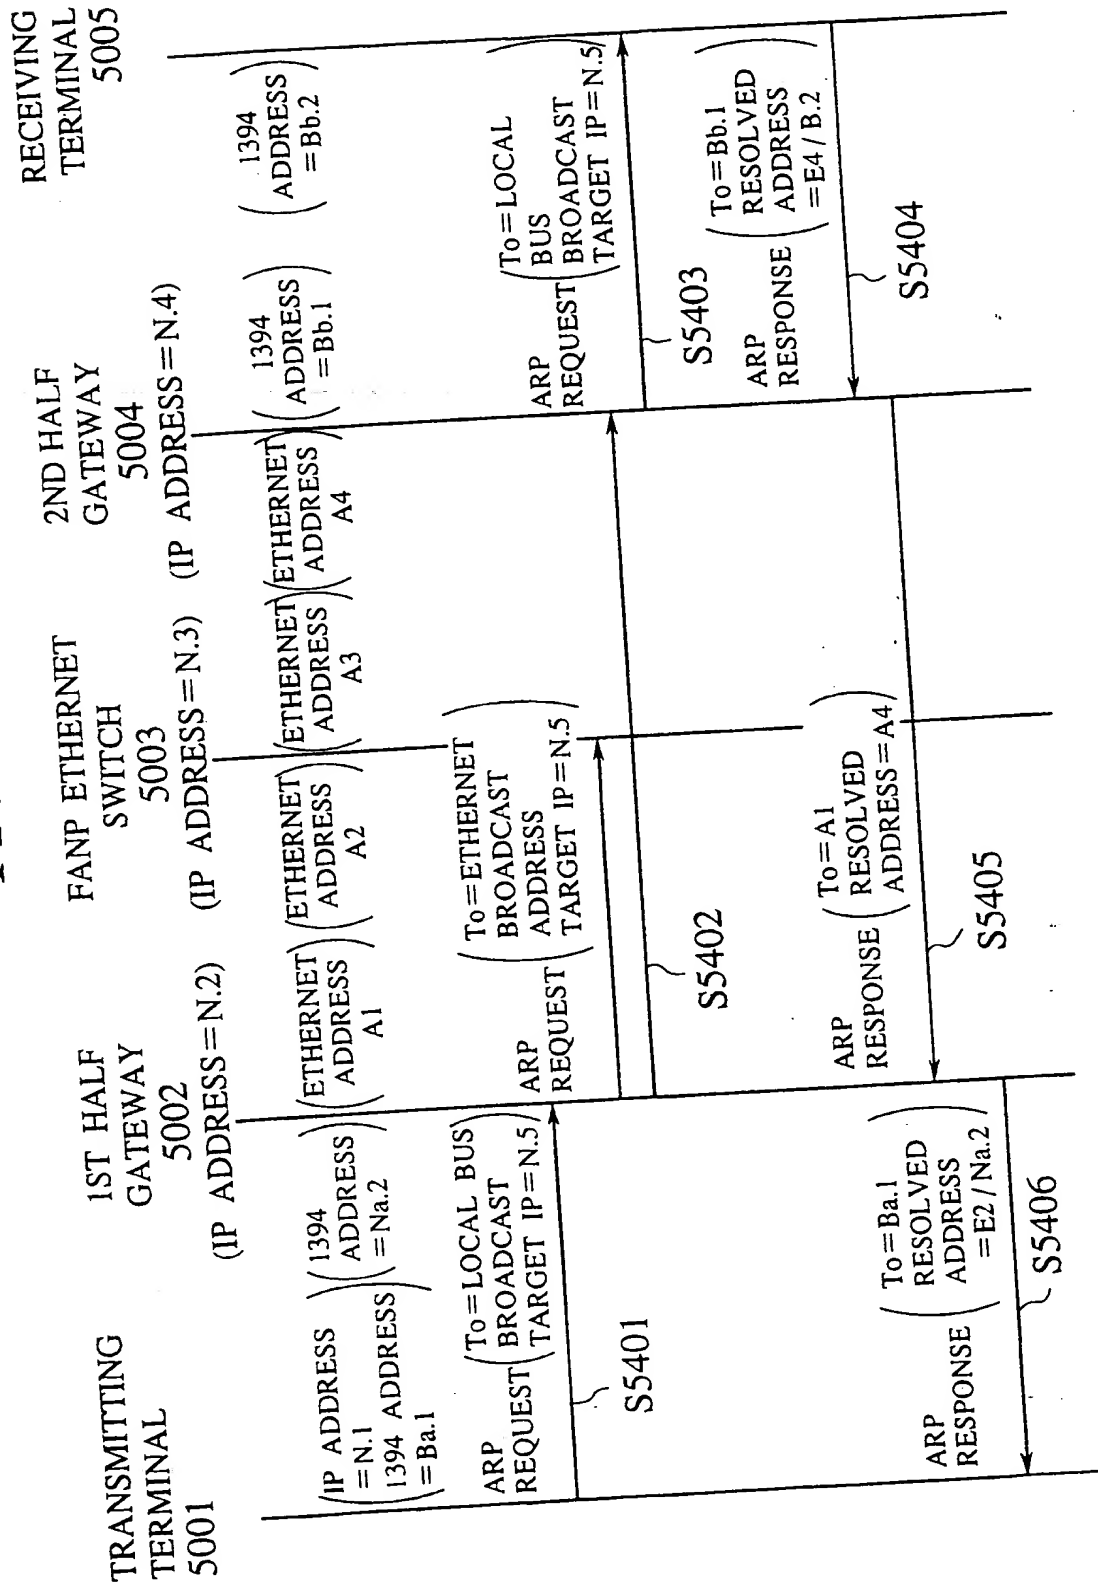 TRANSMITTING
TERMINAL
5001
1ST HALF
GATEWAY
5002
(IP ADDRESS=N.2)
FANP ETHERNET
SWITCH
5003
(IP ADDRESS=N.3)
2ND HALF
GATEWAY
5004
(IP ADDRESS=N.4)
RECEIVING
TERMINAL
5005
(IP ADDRESS
=N.1
1394 ADDRESS
=Ba.1)
(1394
ADDRESS
=Na.2)
(ETHERNET
ADDRESS
A1)
(ETHERNET
ADDRESS
A2)
(ETHERNET
ADDRESS
A3)
(ETHERNET
ADDRESS
A4)
(1394
ADDRESS
=Bb.1)
(1394
ADDRESS
=Bb.2)
ARP
REQUEST
(To=LOCAL BUS
BROADCAST
TARGET IP=N.5)
S5401
ARP
REQUEST
(To=ETHERNET
BROADCAST
ADDRESS
TARGET IP=N.5)
S5402
ARP
REQUEST
(To=LOCAL
BUS
BROADCAST
TARGET IP=N.5)
S5403
ARP
RESPONSE
(To=Bb.1
RESOLVED
ADDRESS
=E4/B.2)
S5404
ARP
RESPONSE
(To=A1
RESOLVED
ADDRESS=A4)
S5405
ARP
RESPONSE
(To=Ba.1
RESOLVED
ADDRESS
=E2/Na.2)
S5406